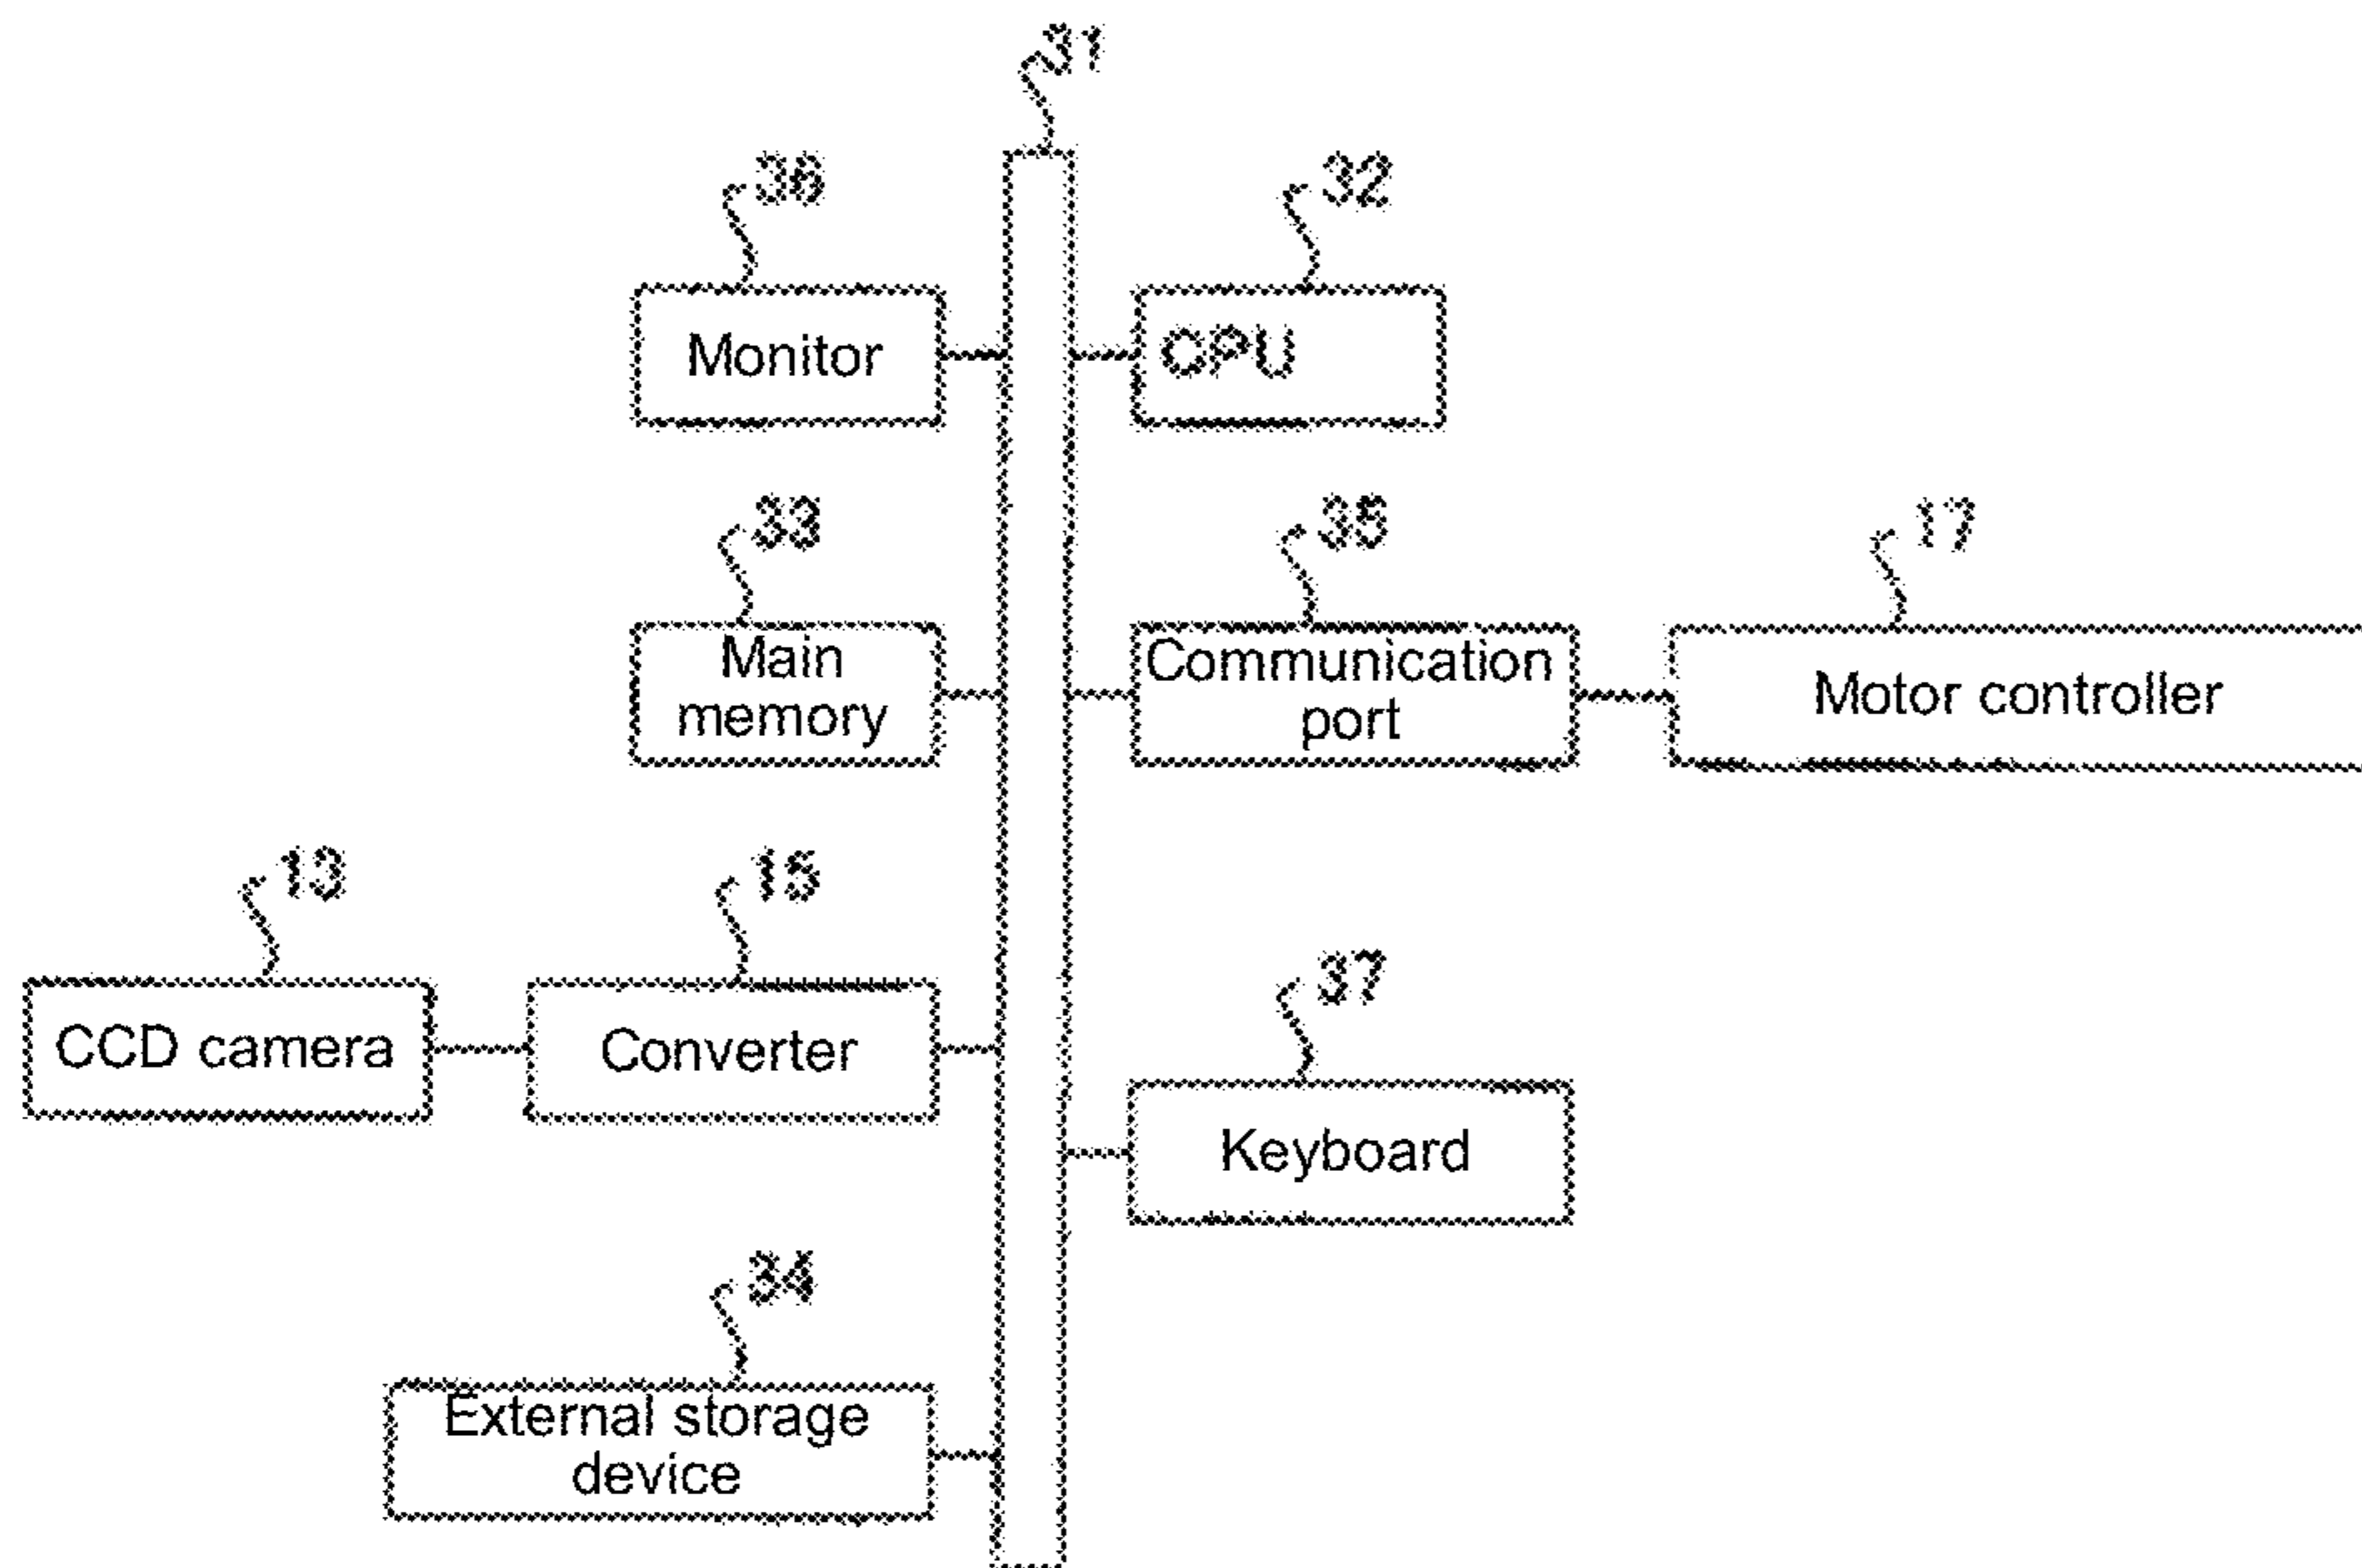 31
36
32
Monitor
CPU
33
35
17
Main
memory
Communication
port
Motor controller
13
15
37
CCD camera
Converter
Keyboard
34
External storage
device